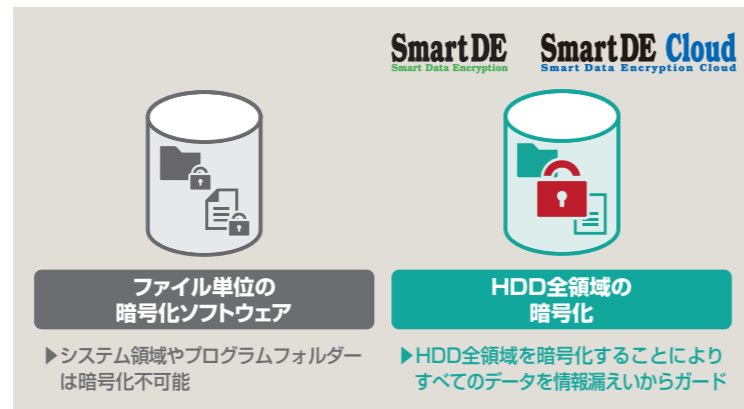 SmartDE
Smart Data Encryption
SmartDE Cloud
Smart Data Encryption Cloud
ファイル単位の
暗号化ソフトウェア
▶システム領域やプログラムフォルダー
は暗号化不可能
HDD全領域の
暗号化
▶HDD全領域を暗号化することにより
すべてのデータを情報漏えいからガード